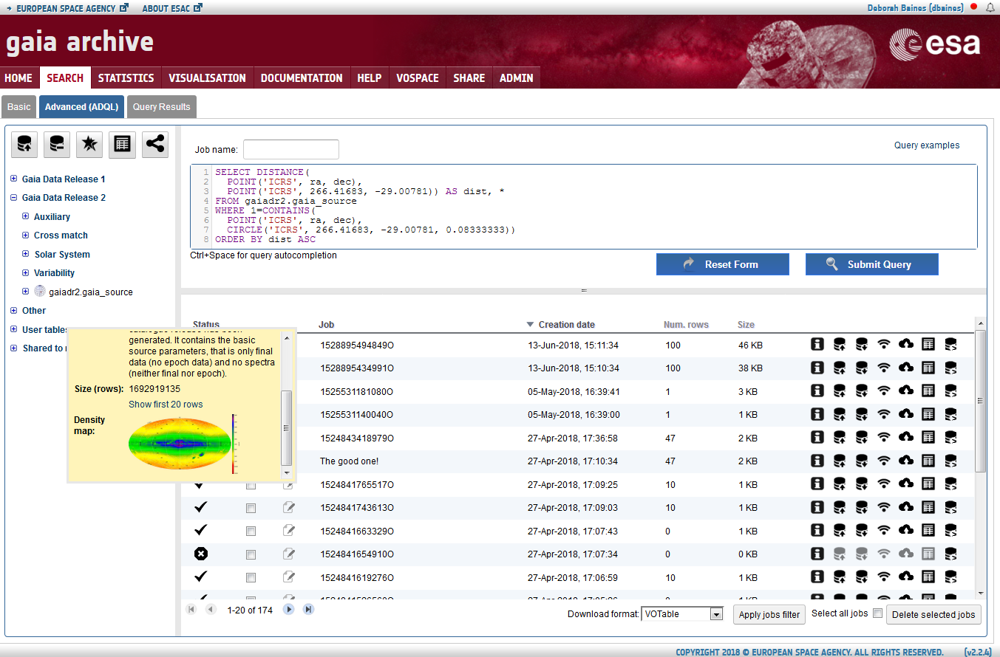 EUROPEAN SPACE AGENCY ABOUT ESAC Deborah Baines (dbaines)
gaia archive
esa
HOME SEARCH STATISTICS VISUALISATION DOCUMENTATION HELP VOSPACE SHARE ADMIN
Basic Advanced (ADQL) Query Results
Job name: Query examples
Gaia Data Release 1
Gaia Data Release 2
Auxiliary
Cross match
Solar System
Variability
gaiadr2.gaia_source
Other
User tables
Shared to
1 SELECT DISTANCE(
2 POINT('ICRS', ra, dec),
3 POINT('ICRS', 266.41683, -29.00781)) AS dist, *
4 FROM gaiadr2.gaia_source
5 WHERE 1=CONTAINS(
6 POINT('ICRS', ra, dec),
7 CIRCLE('ICRS', 266.41683, -29.00781, 0.08333333))
8 ORDER BY dist ASC
Ctrl+Space for query autocompletion
Reset Form Submit Query
generated. It contains the basic
source parameters, that is only final
data (no epoch data) and no spectra
(neither final nor epoch).
Size (rows): 1692919135
Show first 20 rows
Density
map:
Status Job Creation date Num. rows Size
1528895494849O 13-Jun-2018, 15:11:34 100 46 KB
1528895434991O 13-Jun-2018, 15:10:34 100 38 KB
1525531181080O 05-May-2018, 16:39:41 1 3 KB
1525531140040O 05-May-2018, 16:39:00 1 1 KB
1524843418979O 27-Apr-2018, 17:36:58 47 2 KB
The good one! 27-Apr-2018, 17:10:34 47 2 KB
1524841765517O 27-Apr-2018, 17:09:25 10 1 KB
1524841743613O 27-Apr-2018, 17:09:03 10 1 KB
1524841663329O 27-Apr-2018, 17:07:43 0 1 KB
1524841654910O 27-Apr-2018, 17:07:34 0 0 KB
1524841619276O 27-Apr-2018, 17:06:59 10 1 KB
1-20 of 174
Download format: VOTable Apply jobs filter Select all jobs Delete selected jobs
COPYRIGHT 2018 © EUROPEAN SPACE AGENCY. ALL RIGHTS RESERVED. (v2.2.4)